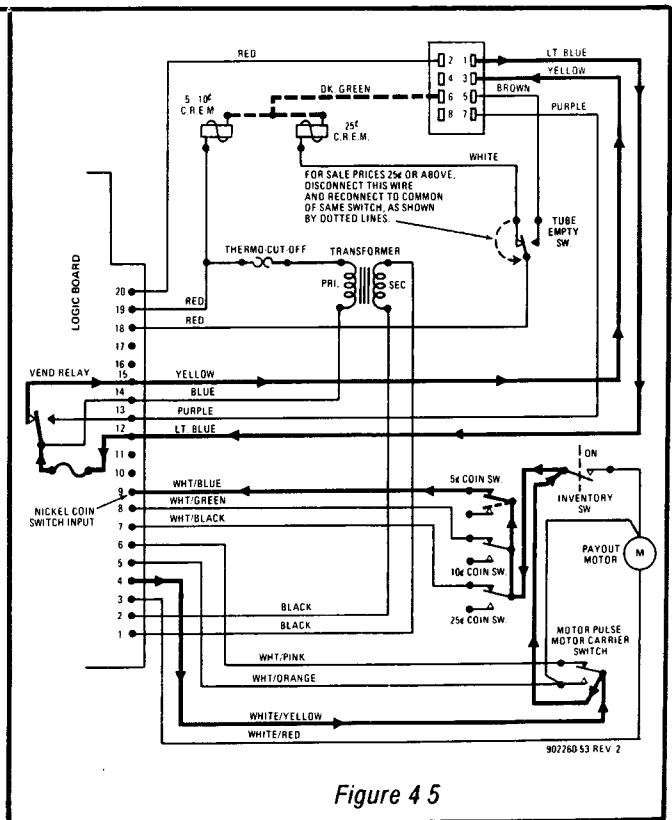 RED
LT BLUE
2 1
YELLOW
4 3
DK GREEN
BROWN
6 5
5 10¢
C.R.E.M
PURPLE
8 7
25¢
C.R.E.M.
WHITE
FOR SALE PRICES 25¢ OR ABOVE,
DISCONNECT THIS WIRE
AND RECONNECT TO COMMON
OF SAME SWITCH, AS SHOWN
BY DOTTED LINES.
TUBE
EMPTY
SW.
THERMO-CUT-OFF
TRANSFORMER
PRI.
SEC
LOGIC BOARD
20
RED
19
RED
18
17
16
VEND RELAY
15
YELLOW
14
BLUE
13
PURPLE
12
LT BLUE
11
10
ON
INVENTORY
SW
9
WHT/BLUE
5¢ COIN SW.
NICKEL COIN
SWITCH INPUT
8
WHT/GREEN
7
WHT/BLACK
10¢ COIN SW.
PAYOUT
MOTOR
M
6
5
25¢ COIN SW.
4
3
2
BLACK
1
BLACK
MOTOR PULSE
MOTOR CARRIER
SWITCH
WHT/PINK
WHT/ORANGE
WHITE/YELLOW
WHITE/RED
902260-53 REV 2
Figure 4 5